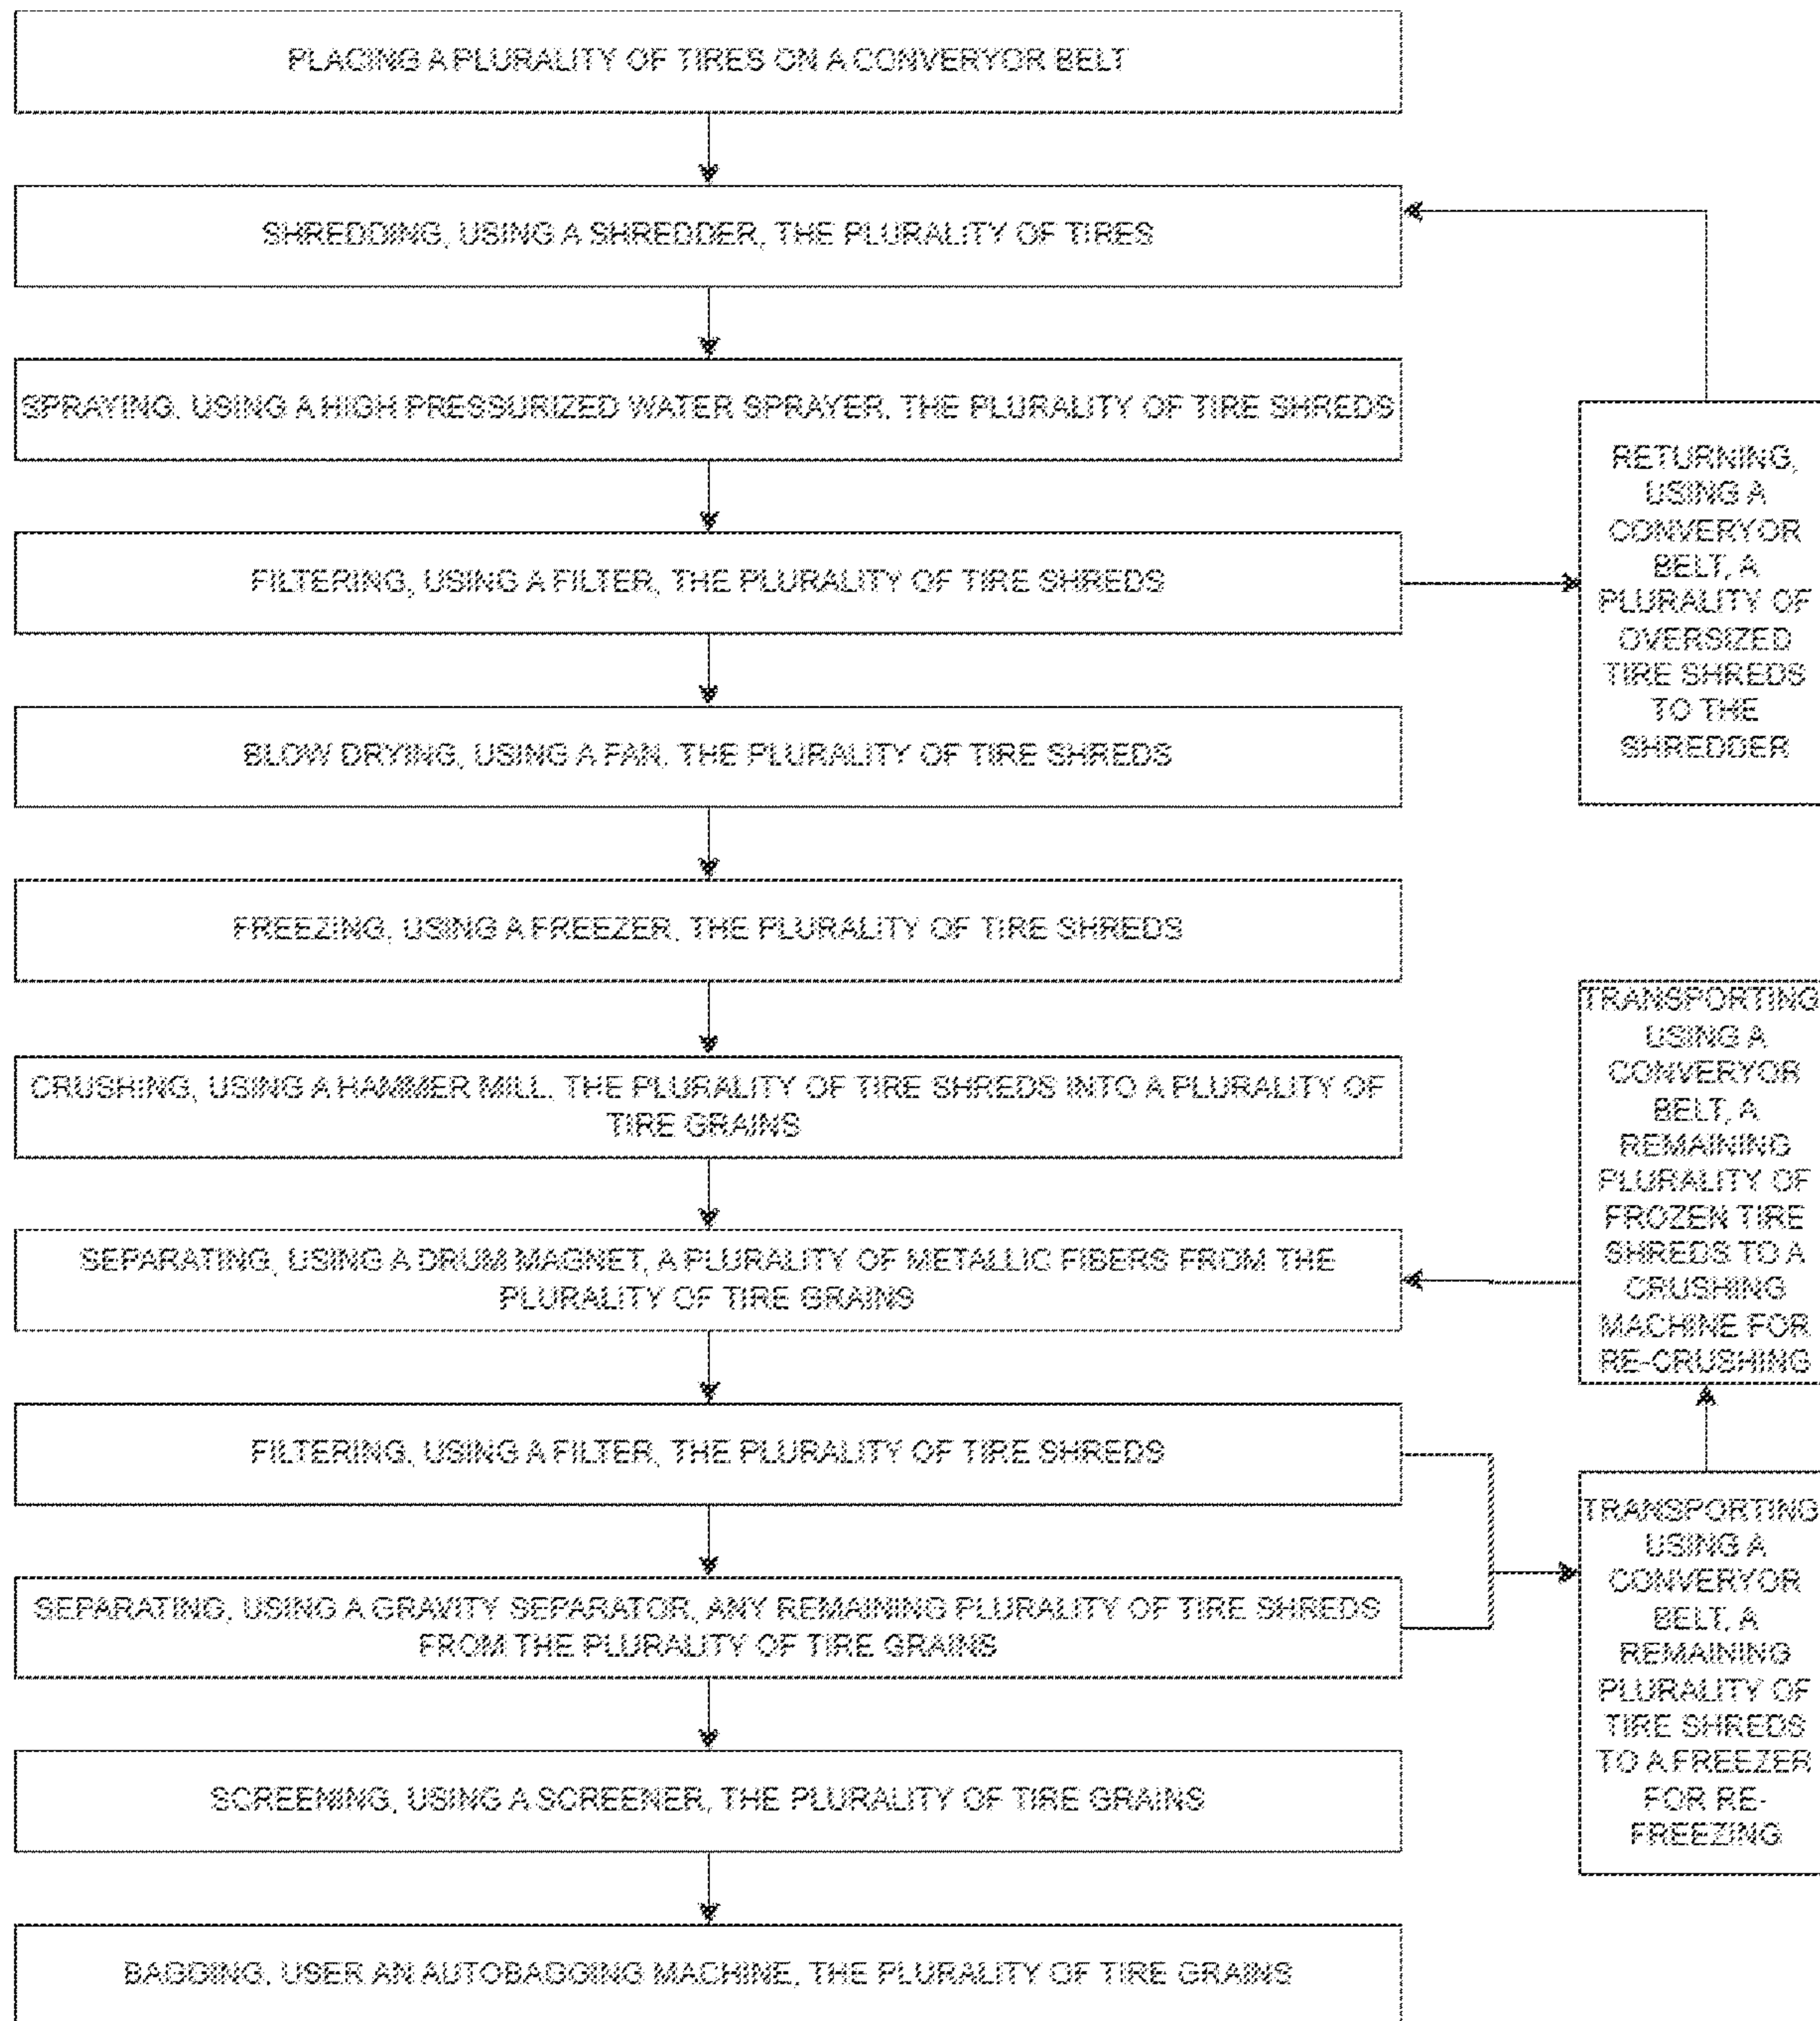 PLACING A PLURALITY OF TIRES ON A CONVERYOR BELT
SHREDDING, USING A SHREDDER, THE PLURALITY OF TIRES
SPRAYING, USING A HIGH PRESSURIZED WATER SPRAYER, THE PLURALITY OF TIRE SHREDS
FILTERING, USING A FILTER, THE PLURALITY OF TIRE SHREDS
RETURNING,
USING A
CONVERYOR
BELT, A
PLURALITY OF
OVERSIZED
TIRE SHREDS
TO THE
SHREDDER
BLOW DRYING, USING A FAN, THE PLURALITY OF TIRE SHREDS
FREEZING, USING A FREEZER, THE PLURALITY OF TIRE SHREDS
CRUSHING, USING A HAMMER MILL, THE PLURALITY OF TIRE SHREDS INTO A PLURALITY OF
TIRE GRAINS
SEPARATING, USING A DRUM MAGNET, A PLURALITY OF METALLIC FIBERS FROM THE
PLURALITY OF TIRE GRAINS
TRANSPORTING
USING A
CONVERYOR
BELT, A
REMAINING
PLURALITY OF
FROZEN TIRE
SHREDS TO A
CRUSHING
MACHINE FOR
RE-CRUSHING
FILTERING, USING A FILTER, THE PLURALITY OF TIRE SHREDS
SEPARATING, USING A GRAVITY SEPARATOR, ANY REMAINING PLURALITY OF TIRE SHREDS
FROM THE PLURALITY OF TIRE GRAINS
TRANSPORTING
USING A
CONVERYOR
BELT, A
REMAINING
PLURALITY OF
TIRE SHREDS
TO A FREEZER
FOR RE-
FREEZING
SCREENING, USING A SCREENER, THE PLURALITY OF TIRE GRAINS
BAGGING, USER AN AUTOBAGGING MACHINE, THE PLURALITY OF TIRE GRAINS